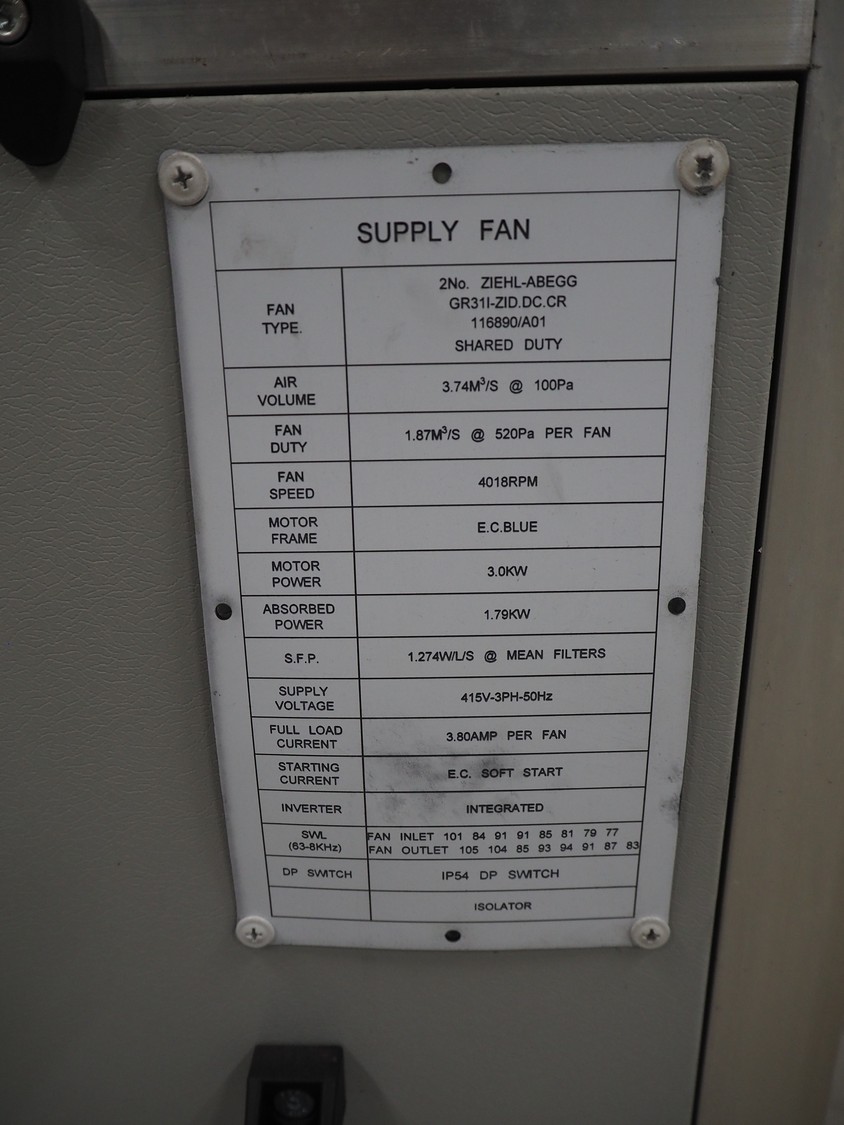 SUPPLY FAN
FAN TYPE.
2No. ZIEHL-ABEGG
GR31I-ZID.DC.CR
116890/A01
SHARED DUTY
AIR VOLUME
3.74M³/S @ 100Pa
FAN DUTY
1.87M³/S @ 520Pa PER FAN
FAN SPEED
4018RPM
MOTOR FRAME
E.C.BLUE
MOTOR POWER
3.0KW
ABSORBED POWER
1.79KW
S.F.P.
1.274W/L/S @ MEAN FILTERS
SUPPLY VOLTAGE
415V-3PH-50Hz
FULL LOAD CURRENT
3.80AMP PER FAN
STARTING CURRENT
E.C. SOFT START
INVERTER
INTEGRATED
SWL
(63-8KHz)
FAN INLET 101 84 91 91 85 81 79 77
FAN OUTLET 105 104 85 93 94 91 87 83
DP SWITCH
IP54 DP SWITCH
ISOLATOR